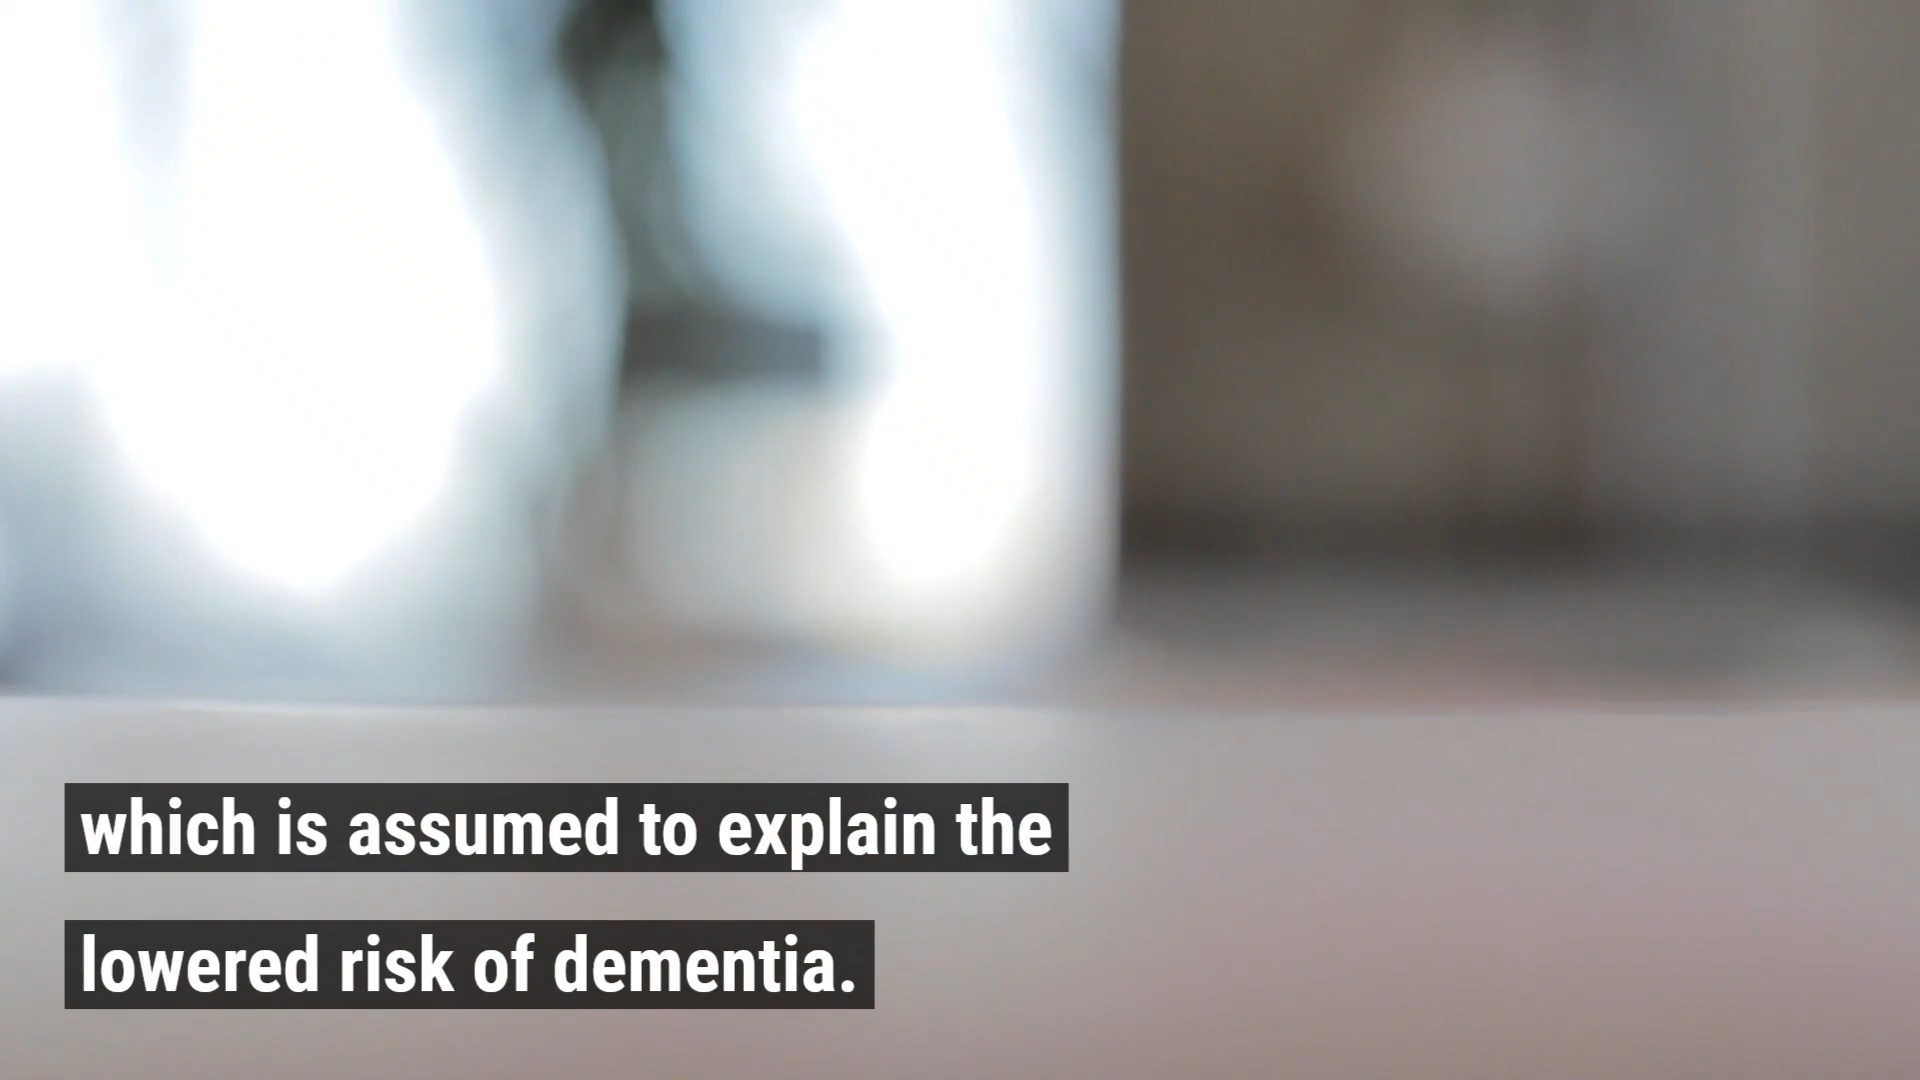 which is assumed to explain the
lowered risk of dementia.